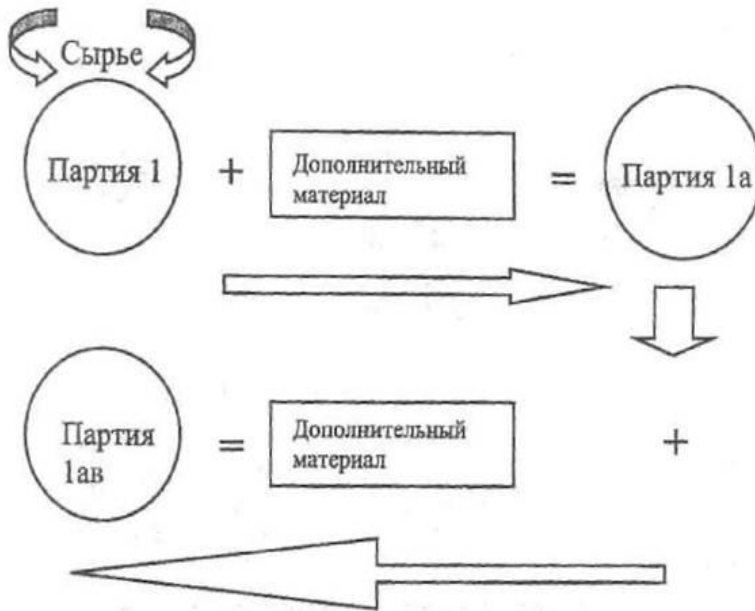 Сырье
Партия 1
+
Дополнительный
материал
=
Партия 1а
Партия
1ав
=
Дополнительный
материал
+